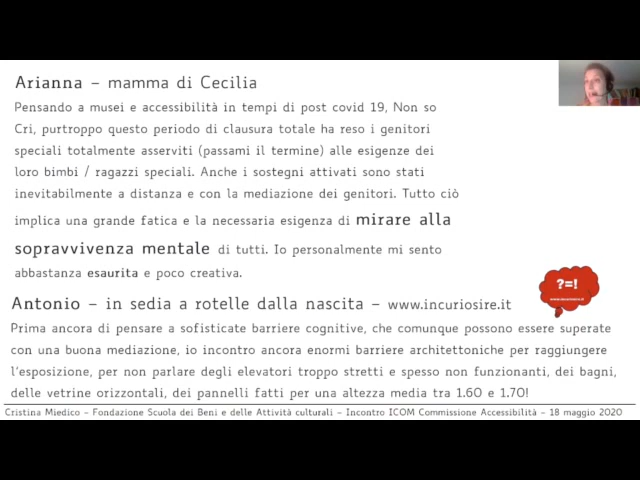 Arianna – mamma di Cecilia
Pensando a musei e accessibilità in tempi di post covid 19, Non so
Cri, purtroppo questo periodo di clausura totale ha reso i genitori
speciali totalmente asserviti (passami il termine) alle esigenze dei
loro bimbi / ragazzi speciali. Anche i sostegni attivati sono stati
inevitabilmente a distanza e con la mediazione dei genitori. Tutto ciò
implica una grande fatica e la necessaria esigenza di mirare alla
sopravvivenza mentale di tutti. Io personalmente mi sento
abbastanza esaurita e poco creativa.
?=!
www.incuriosire.it
Antonio – in sedia a rotelle dalla nascita – www.incuriosire.it
Prima ancora di pensare a sofisticate barriere cognitive, che comunque possono essere superate
con una buona mediazione, io incontro ancora enormi barriere architettoniche per raggiungere
l'esposizione, per non parlare degli elevatori troppo stretti e spesso non funzionanti, dei bagni,
delle vetrine orizzontali, dei pannelli fatti per una altezza media tra 1.60 e 1.70!
Cristina Miedico – Fondazione Scuola dei Beni e delle Attività culturali – Incontro ICOM Commissione Accessibilità – 18 maggio 2020